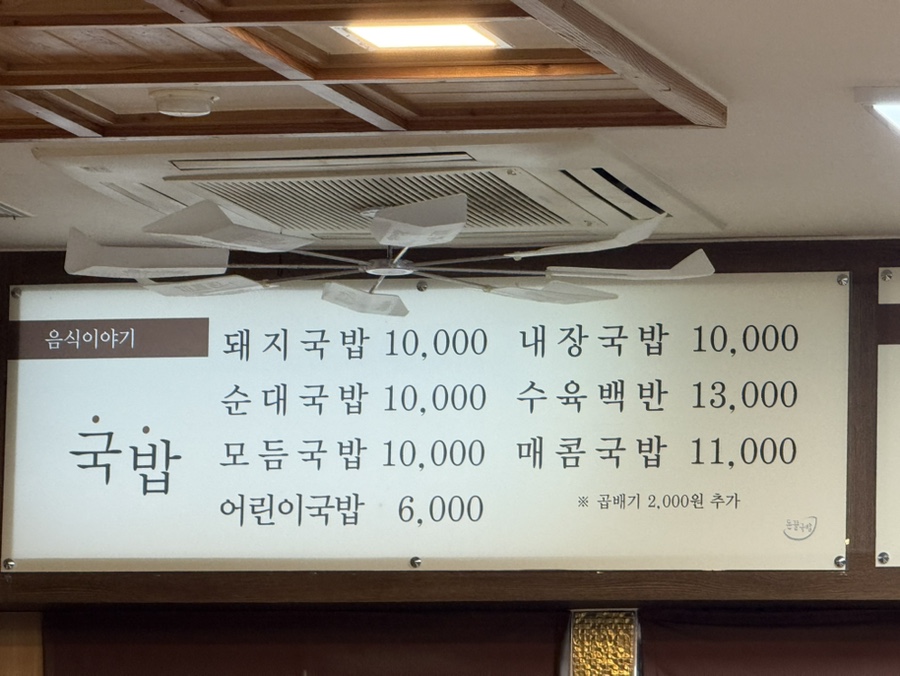 음식이야기
국밥
돼지국밥 10,000
순대국밥 10,000
모듬국밥 10,000
어린이국밥 6,000
내장국밥 10,000
수육백반 13,000
매콤국밥 11,000
※ 곱배기 2,000원 추가